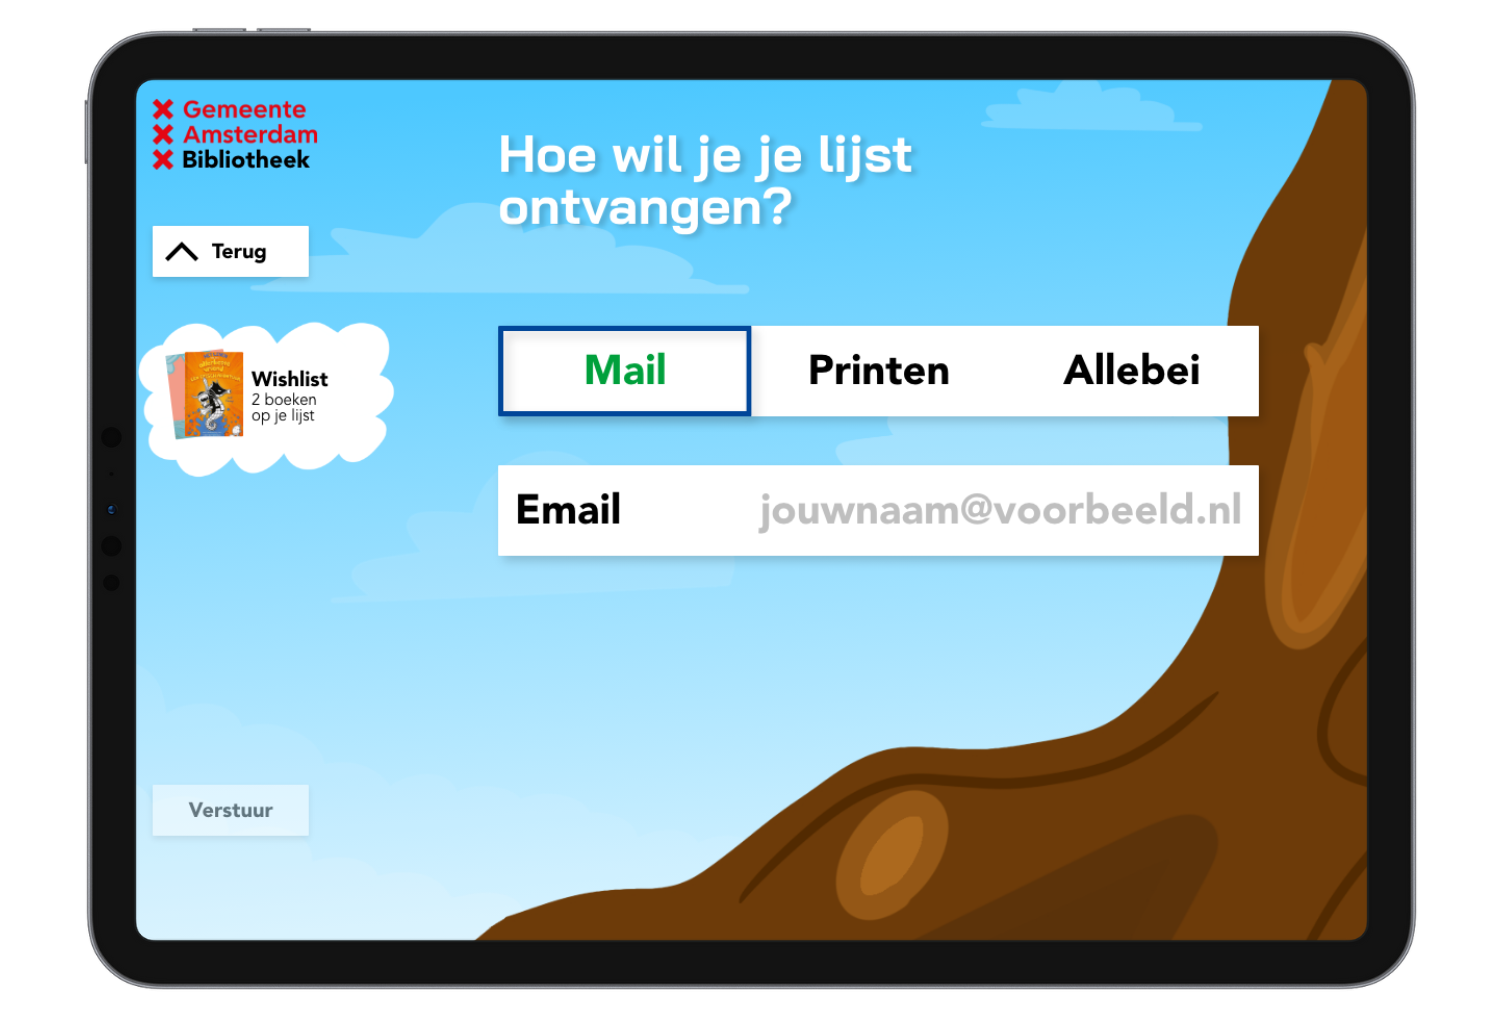 Gemeente
Amsterdam
Bibliotheek
Hoe wil je je lijst
ontvangen?
Terug
Wishlist
2 boeken
op je lijst
Mail
Printen
Allebei
Email
jouwnaam@voorbeeld.nl
Verstuur